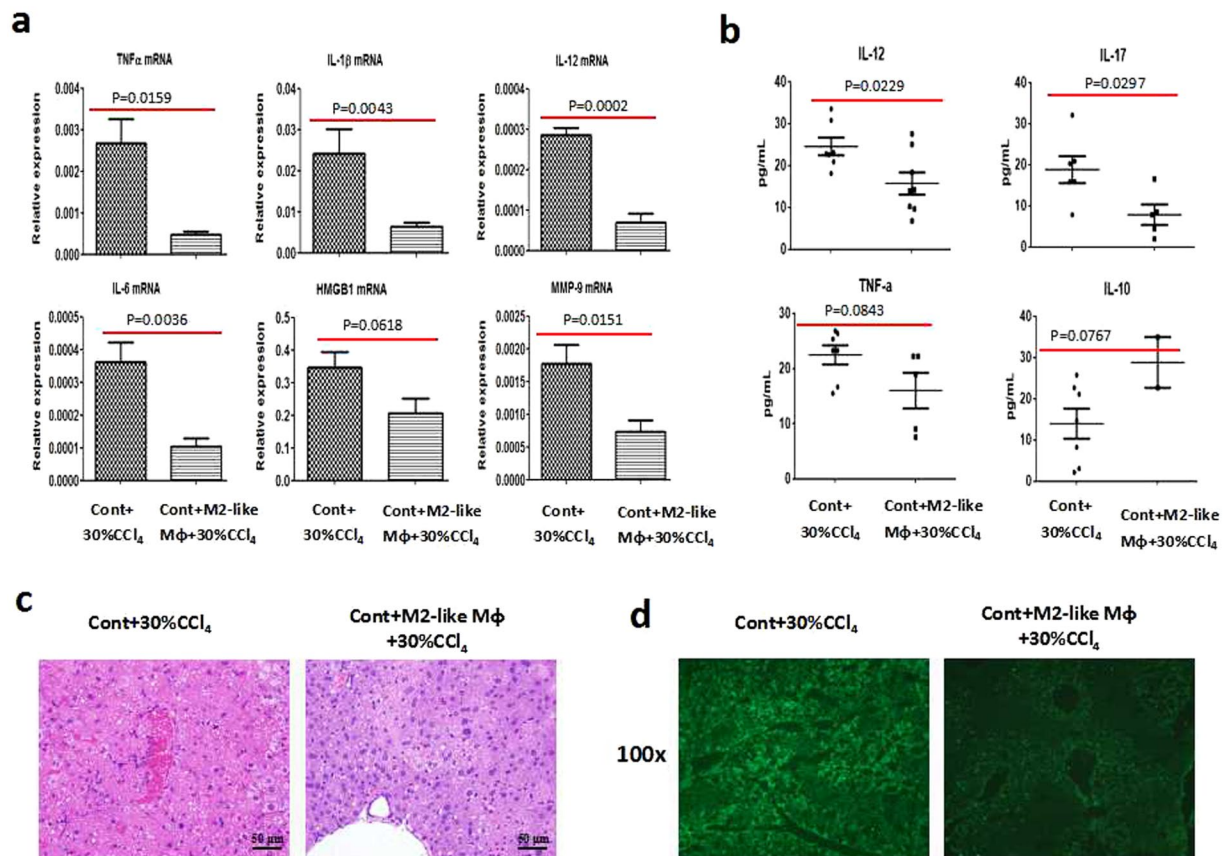 a
TNFα mRNA
Relative expression
0.004
0.003
0.002
0.001
0.000
P=0.0159
IL-1β mRNA
Relative expression
0.04
0.03
0.02
0.01
0.00
P=0.0043
IL-12 mRNA
Relative expression
0.0004
0.0003
0.0002
0.0001
0.0000
P=0.0002
IL-6 mRNA
Relative expression
0.0005
0.0004
0.0003
0.0002
0.0001
0.0000
P=0.0036
HMGB1 mRNA
Relative expression
0.5
0.4
0.3
0.2
0.1
0.0
P=0.0618
MMP-9 mRNA
Relative expression
0.0025
0.0020
0.0015
0.0010
0.0005
0.0000
P=0.0151
Cont+
30%CCl₄
Cont+M2-like
Mϕ+30%CCl₄
Cont+
30%CCl₄
Cont+M2-like
Mϕ+30%CCl₄
Cont+
30%CCl₄
Cont+M2-like
Mϕ+30%CCl₄
b
IL-12
pg/mL
40
30
20
10
0
P=0.0229
IL-17
pg/mL
40
30
20
10
0
P=0.0297
TNF-a
pg/mL
30
20
10
0
P=0.0843
IL-10
pg/mL
40
30
20
10
0
P=0.0767
Cont+
30%CCl₄
Cont+M2-like
Mϕ+30%CCl₄
Cont+
30%CCl₄
Cont+M2-like
Mϕ+30%CCl₄
c
Cont+30%CCl₄
Cont+M2-like Mϕ
+30%CCl₄
50 µm
50 µm
d
Cont+30%CCl₄
Cont+M2-like Mϕ
+30%CCl₄
100x